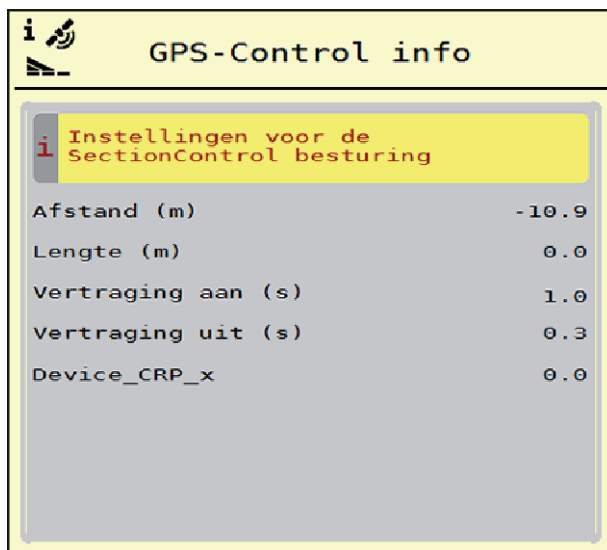 i
GPS-Control info
i
Instellingen voor de
SectionControl besturing
Afstand (m) -10.9
Lengte (m) 0.0
Vertraging aan (s) 1.0
Vertraging uit (s) 0.3
Device_CRP_x 0.0